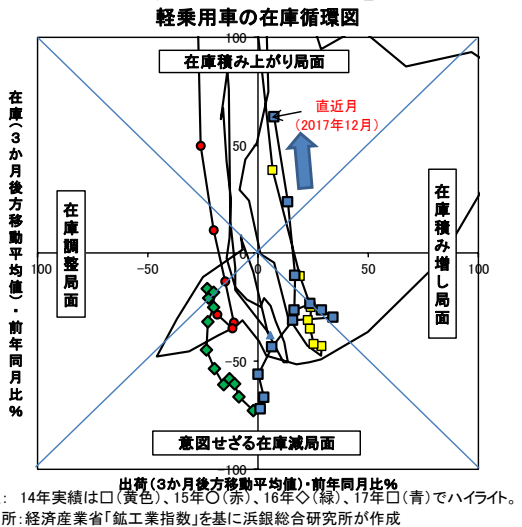 軽乗用車の在庫循環図
100
在庫積み上がり局面
直近月
(2017年12月)
50
在庫(3か月後方移動平均値)・前年同月比%
在庫調整局面
在庫積み増し局面
0
100
−50
0
50
100
−50
意図せざる在庫減局面
−100
出荷(3か月後方移動平均値)・前年同月比%
: 14年実績は□(黄色)、15年○(赤)、16年◇(緑)、17年□(青)でハイライト。
所:経済産業省「鉱工業指数」を基に浜銀総合研究所が作成